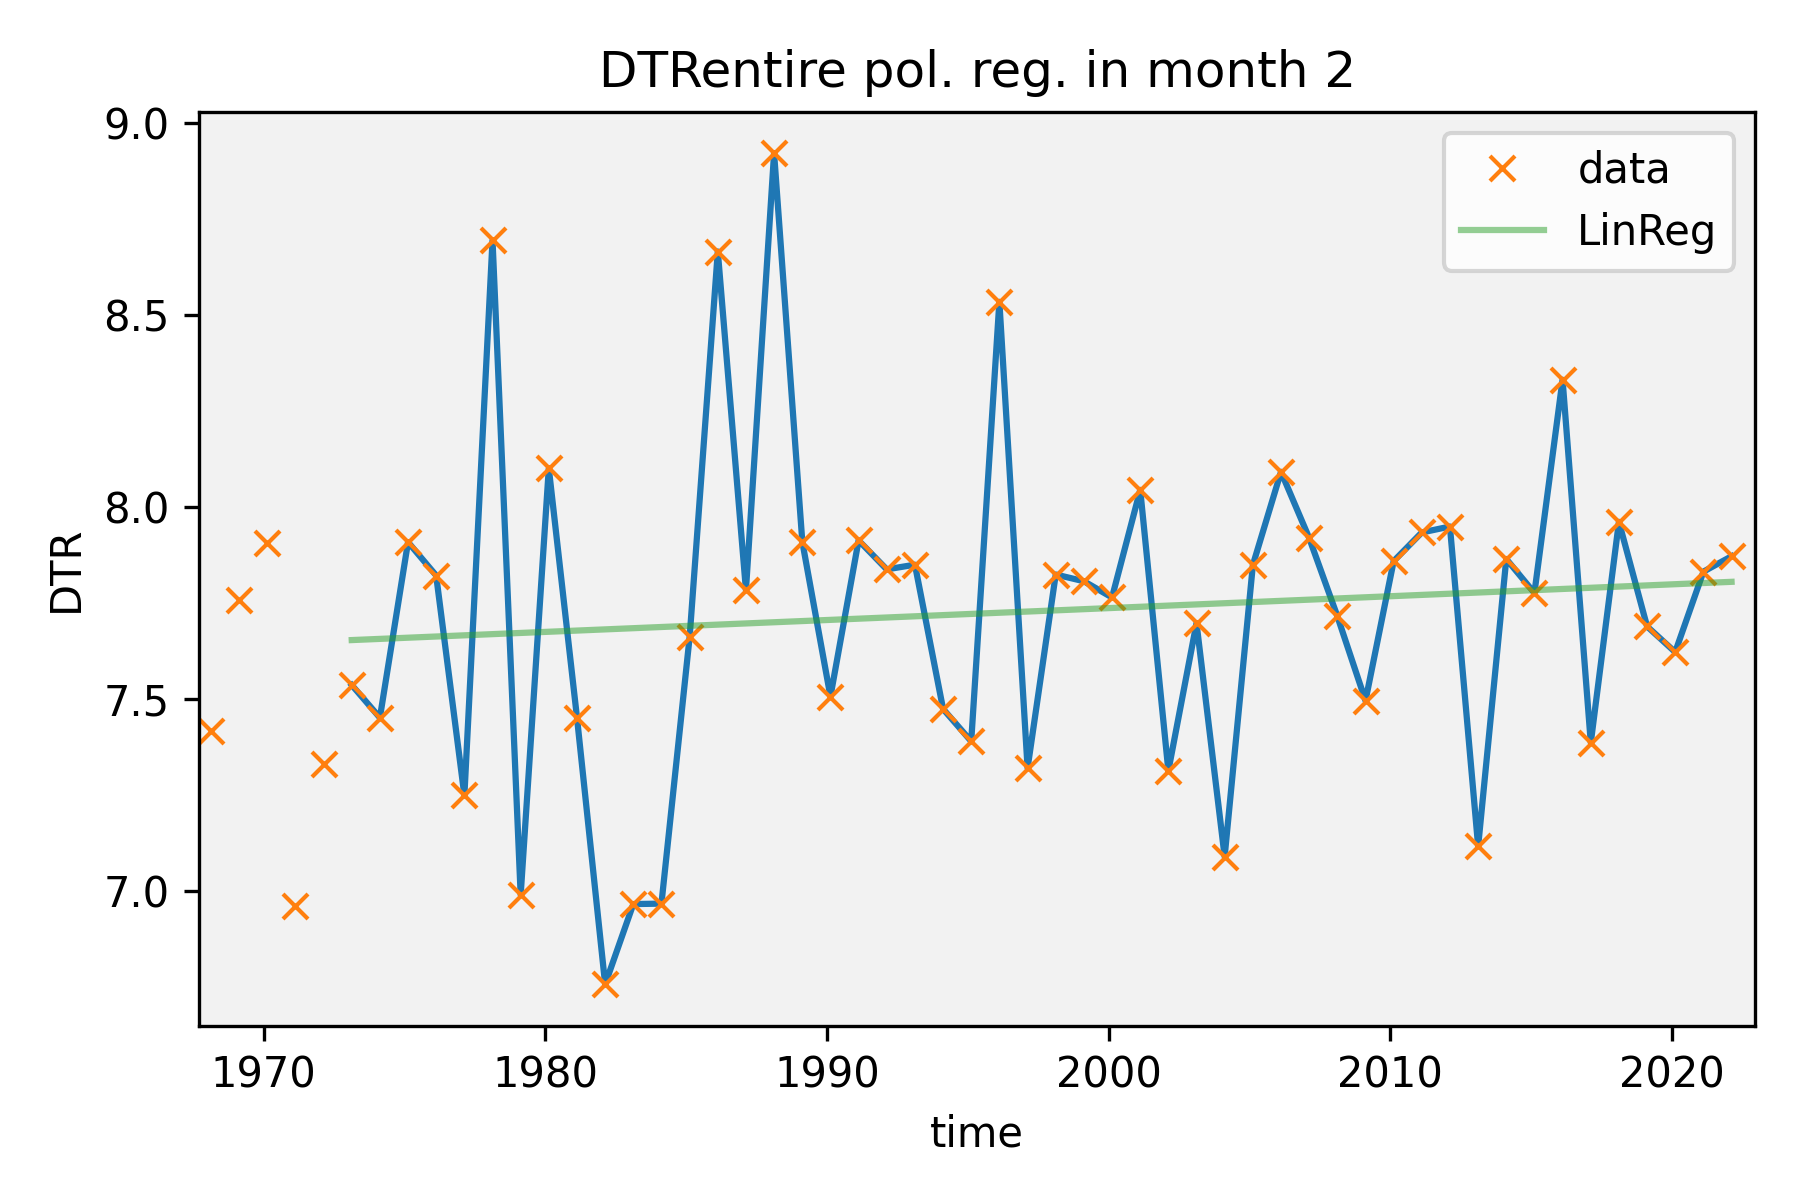 DTRentire pol. reg. in month 2
9.0
8.5
8.0
7.5
7.0
DTR
data
LinReg
1970 1980 1990 2000 2010 2020
time